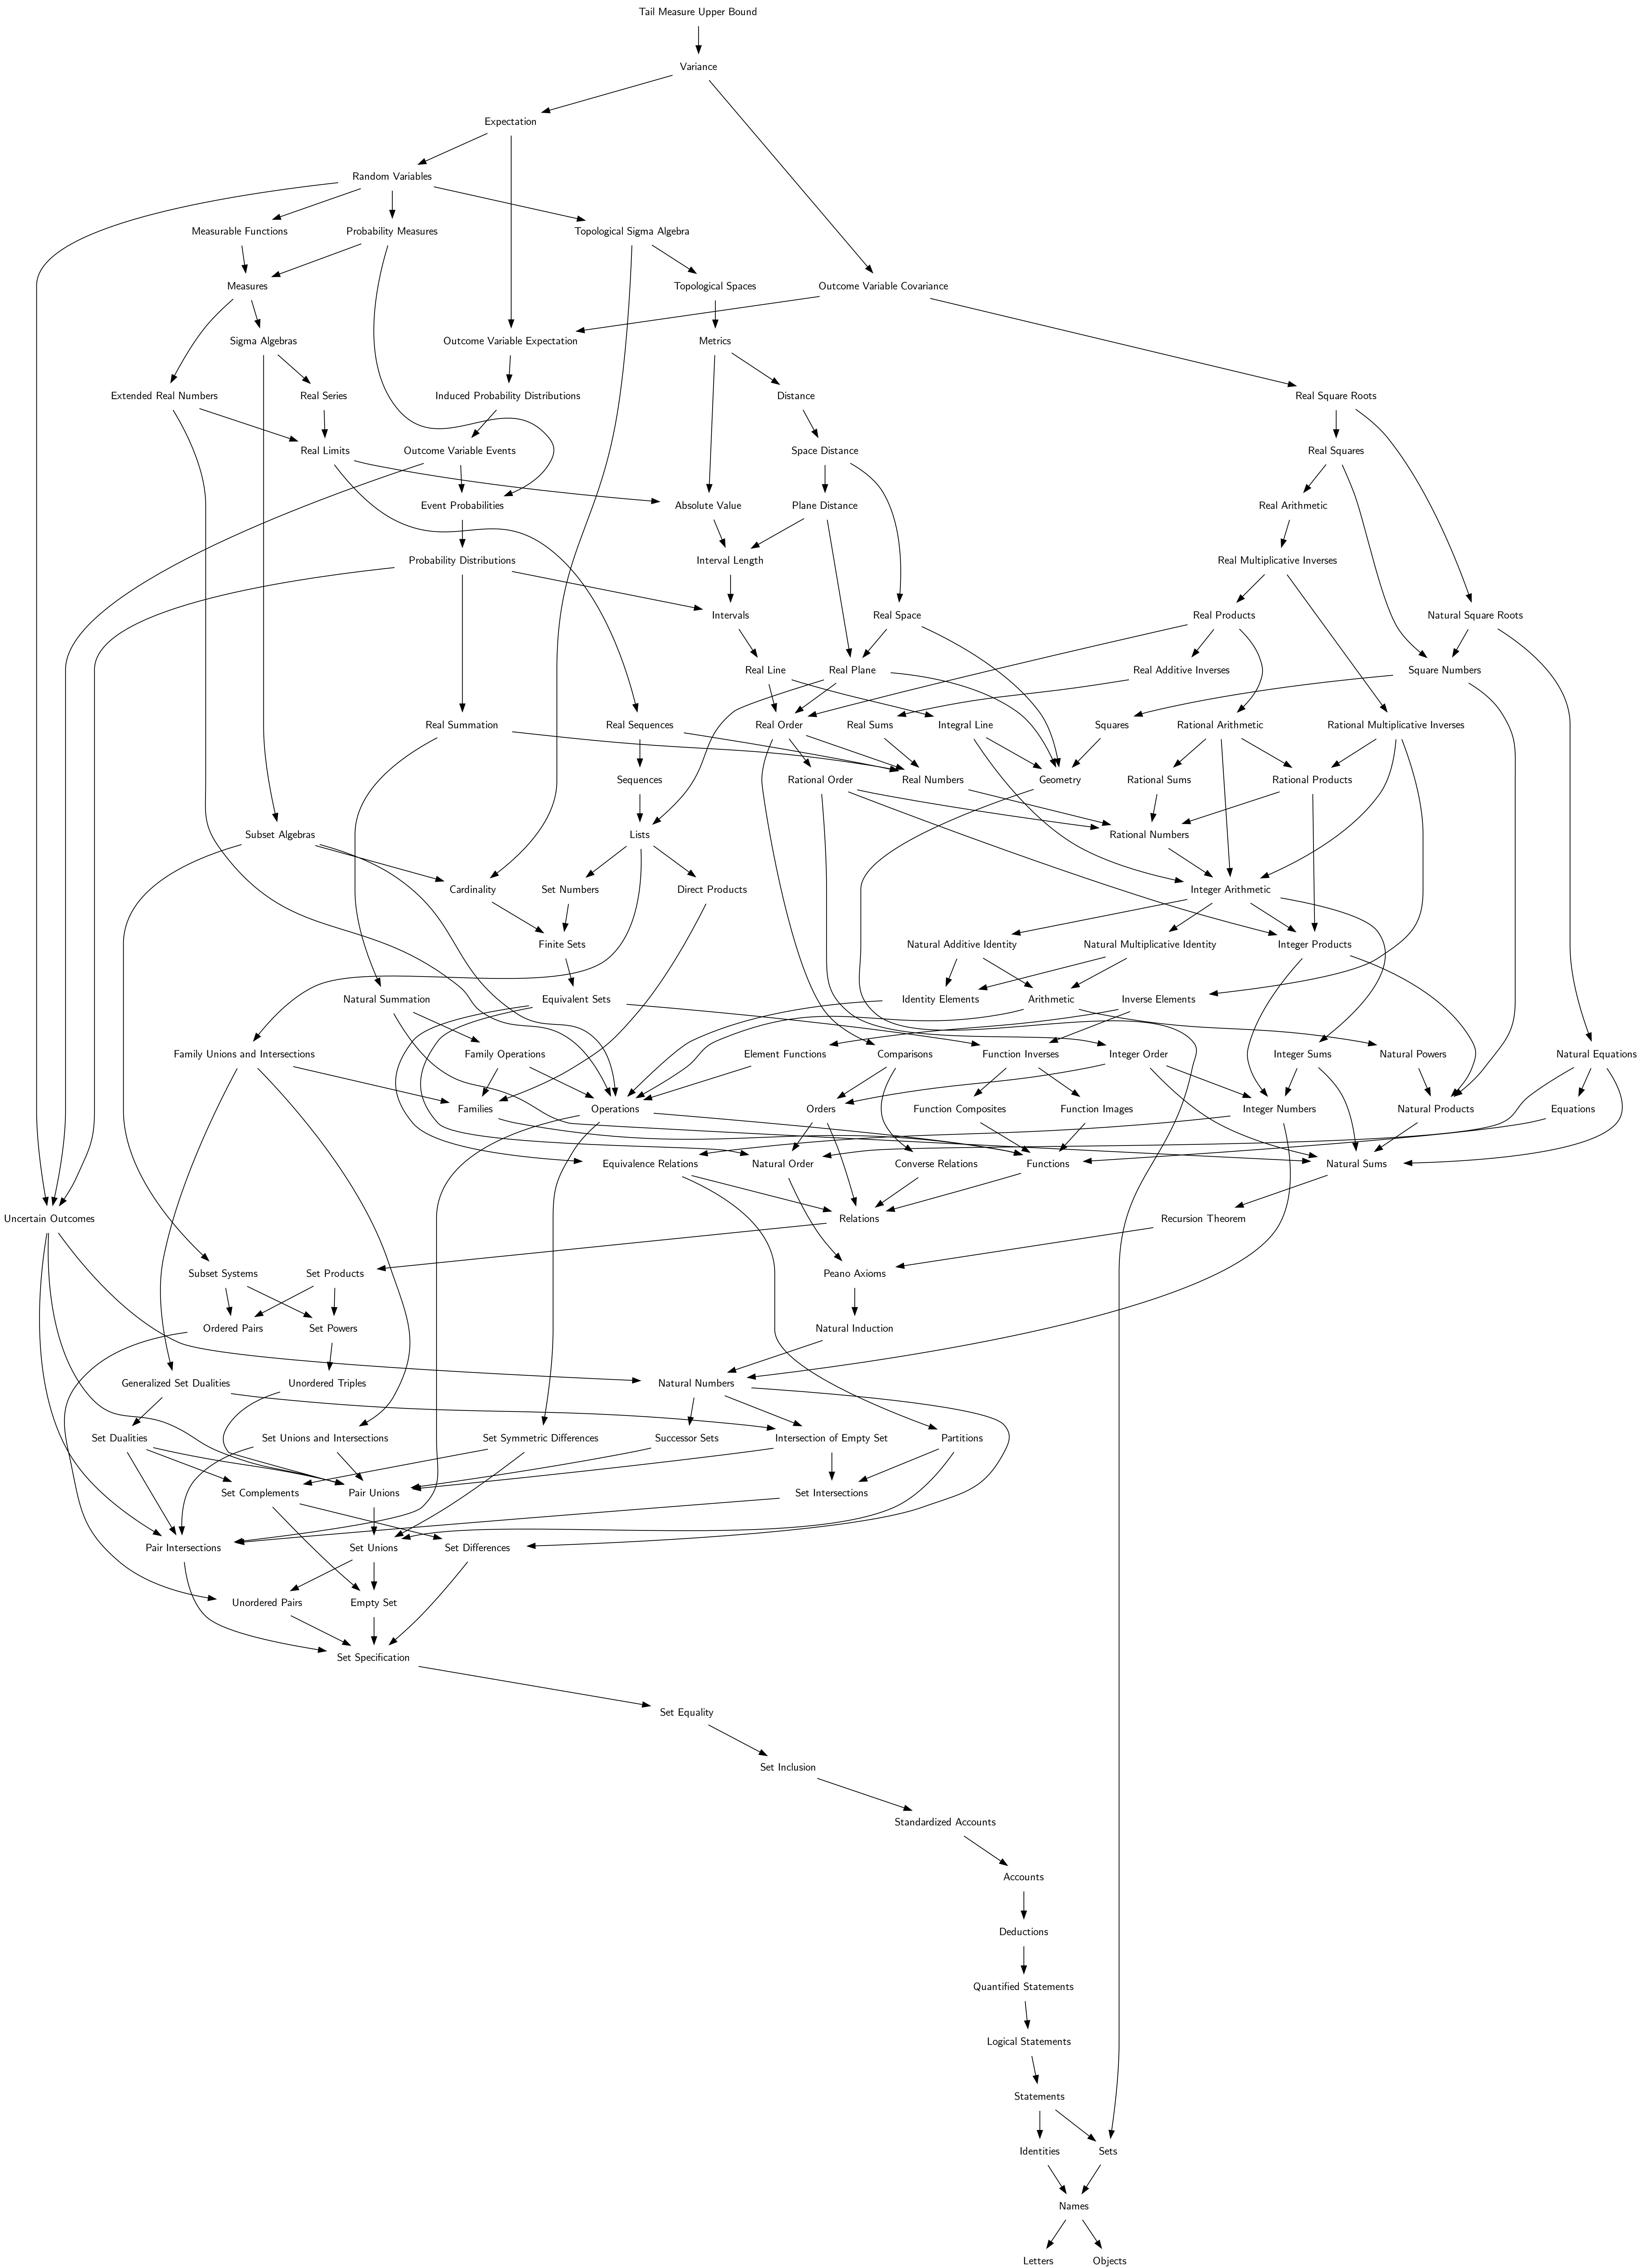 Tail Measure Upper Bound
Variance
Expectation
Random Variables
Measurable Functions
Probability Measures
Topological Sigma Algebra
Measures
Topological Spaces
Outcome Variable Covariance
Sigma Algebras
Outcome Variable Expectation
Metrics
Extended Real Numbers
Real Series
Induced Probability Distributions
Distance
Real Square Roots
Real Limits
Outcome Variable Events
Space Distance
Real Squares
Event Probabilities
Absolute Value
Plane Distance
Real Arithmetic
Probability Distributions
Interval Length
Real Multiplicative Inverses
Intervals
Real Space
Real Products
Natural Square Roots
Real Line
Real Plane
Real Additive Inverses
Square Numbers
Real Summation
Real Sequences
Real Order
Real Sums
Integral Line
Squares
Rational Arithmetic
Rational Multiplicative Inverses
Sequences
Rational Order
Real Numbers
Geometry
Rational Sums
Rational Products
Subset Algebras
Lists
Rational Numbers
Cardinality
Set Numbers
Direct Products
Integer Arithmetic
Finite Sets
Natural Additive Identity
Natural Multiplicative Identity
Integer Products
Natural Summation
Equivalent Sets
Identity Elements
Arithmetic
Inverse Elements
Family Unions and Intersections
Family Operations
Element Functions
Comparisons
Function Inverses
Integer Order
Integer Sums
Natural Powers
Natural Equations
Families
Operations
Orders
Function Composites
Function Images
Integer Numbers
Natural Products
Equations
Equivalence Relations
Natural Order
Converse Relations
Functions
Natural Sums
Uncertain Outcomes
Relations
Recursion Theorem
Subset Systems
Set Products
Peano Axioms
Ordered Pairs
Set Powers
Natural Induction
Generalized Set Dualities
Unordered Triples
Natural Numbers
Set Dualities
Set Unions and Intersections
Set Symmetric Differences
Successor Sets
Intersection of Empty Set
Partitions
Set Complements
Pair Unions
Set Intersections
Pair Intersections
Set Unions
Set Differences
Unordered Pairs
Empty Set
Set Specification
Set Equality
Set Inclusion
Standardized Accounts
Accounts
Deductions
Quantified Statements
Logical Statements
Statements
Identities
Sets
Names
Letters
Objects